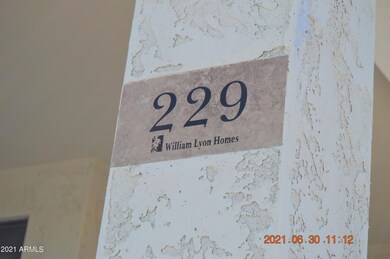 229
William Lyon Homes
2021.06.30 11:12
2021 ARMLS